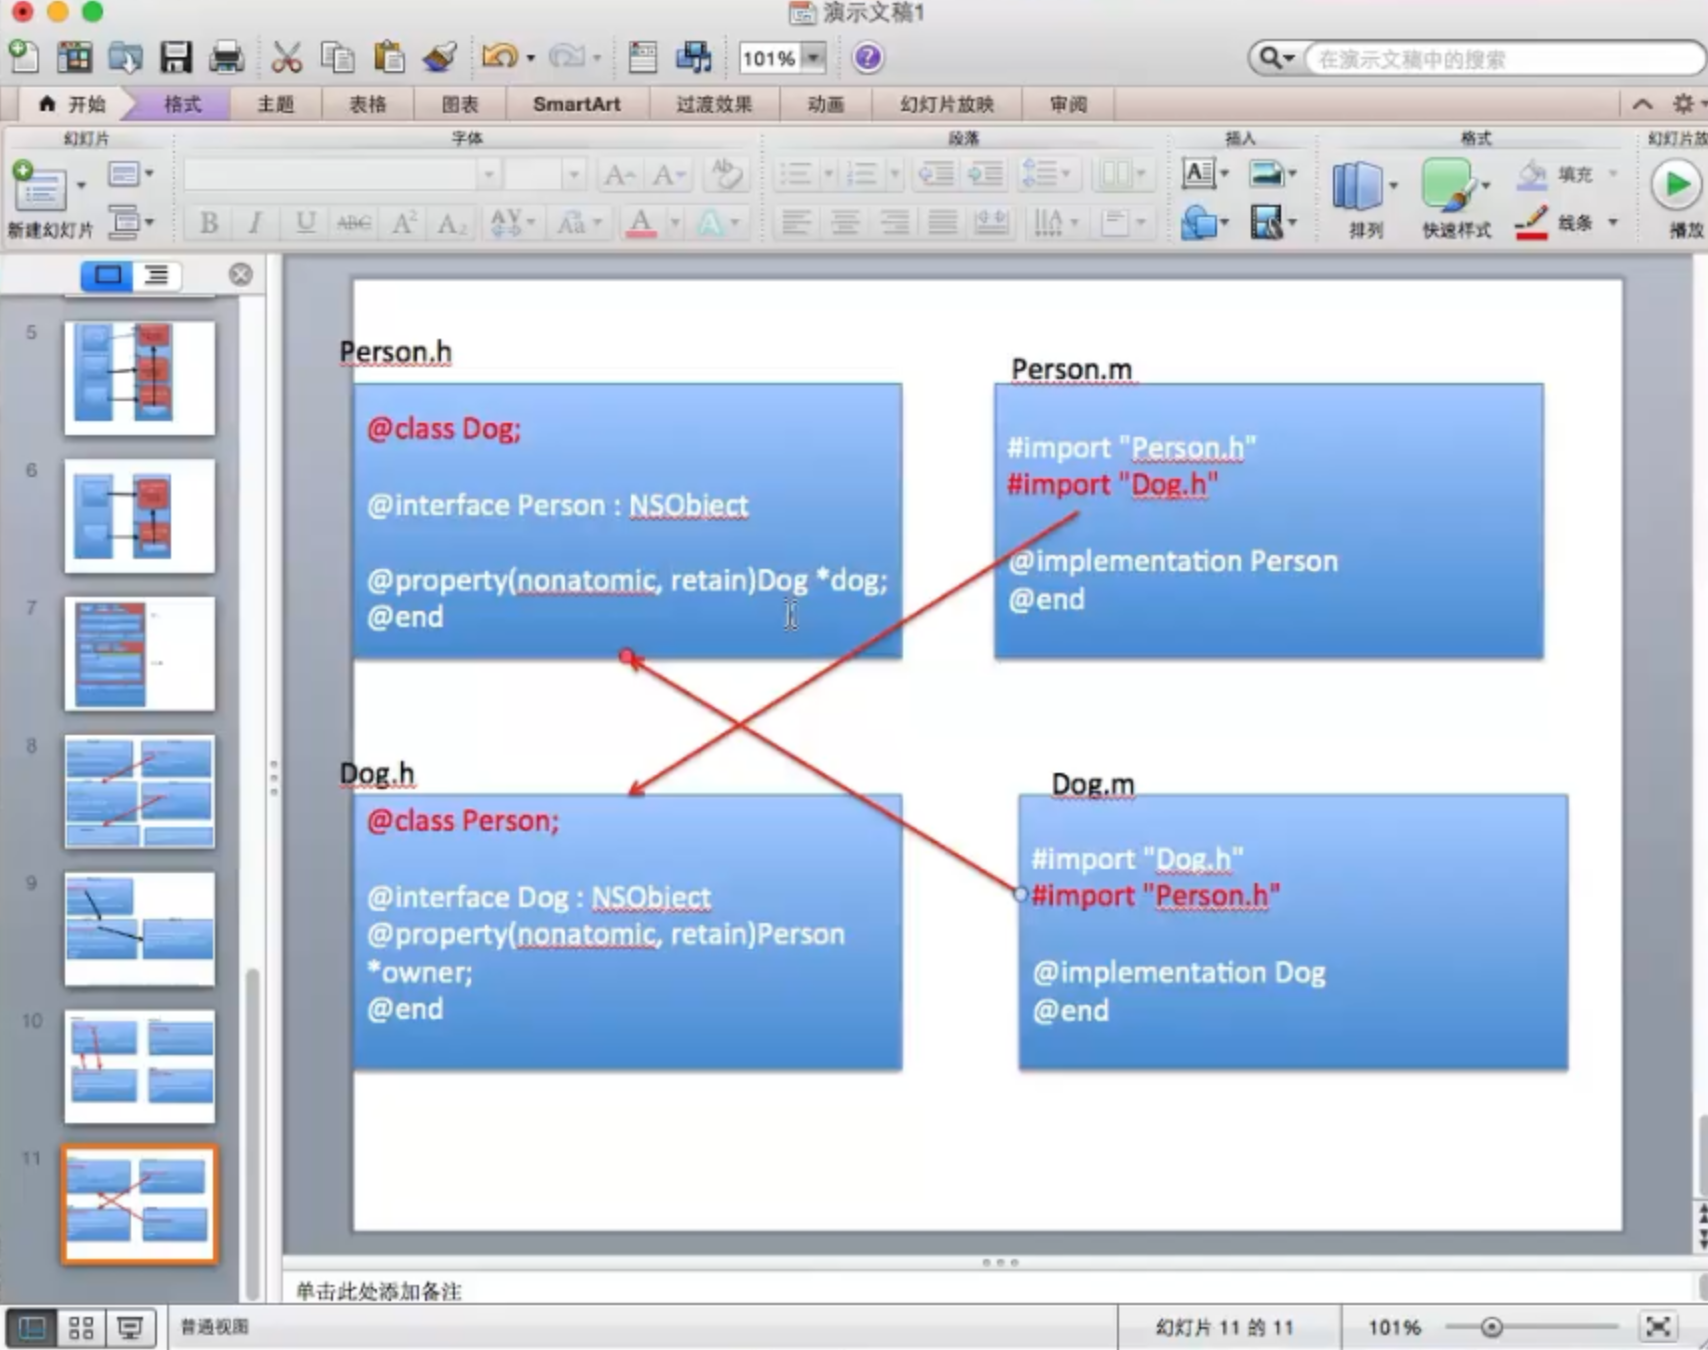 演示文稿1
101%
在演示文稿中的搜索
开始
格式
主题
表格
图表
SmartArt
过渡效果
动画
幻灯片放映
审阅
幻灯片
字体
段落
插入
格式
幻灯片放
新建幻灯片
B I U ABC A² A₂
排列
快速样式
填充
线条
播放
5
6
7
8
9
10
11
Person.h
@class Dog;
@interface Person : NSObject
@property(nonatomic, retain)Dog *dog;
@end
Person.m
#import "Person.h"
#import "Dog.h"
@implementation Person
@end
Dog.h
@class Person;
@interface Dog : NSObject
@property(nonatomic, retain)Person
*owner;
@end
Dog.m
#import "Dog.h"
#import "Person.h"
@implementation Dog
@end
单击此处添加备注
普通视图
幻灯片 11 的 11
101%